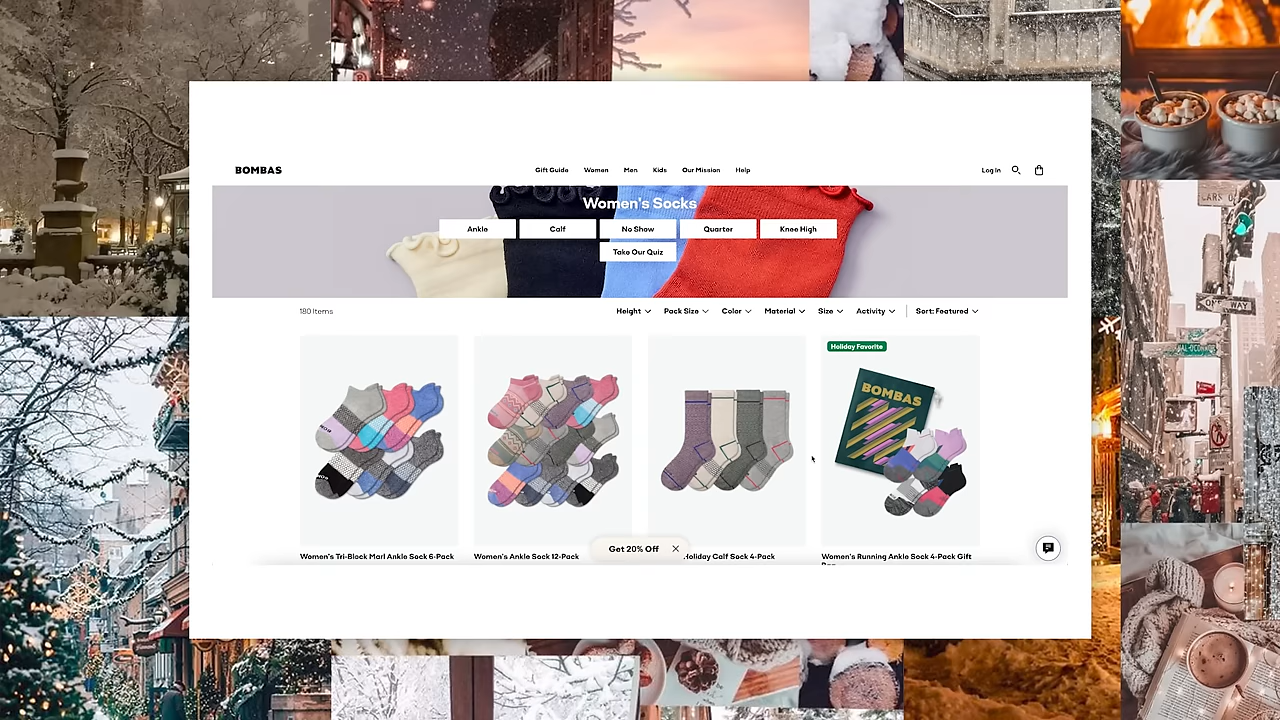 BOMBAS
Gift Guide Women Men Kids Our Mission Help
Log In
Women's Socks
Ankle Calf No Show Quarter Knee High
Take Our Quiz
180 Items
Height Pack Size Color Material Size Activity Sort: Featured
Holiday Favorite
BOMBAS
Women's Tri-Block Marl Ankle Sock 6-Pack
Women's Ankle Sock 12-Pack
Holiday Calf Sock 4-Pack
Women's Running Ankle Sock 4-Pack Gift
Get 20% Off
ONE WAY